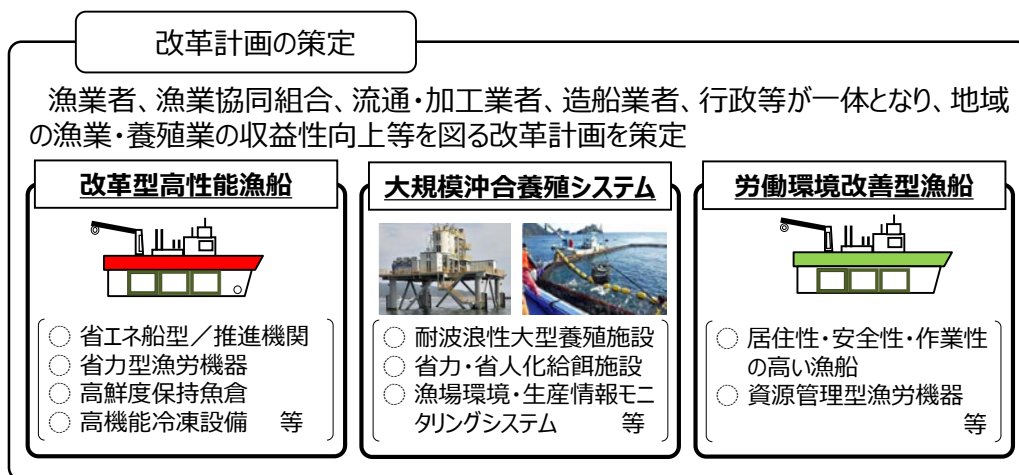 改革計画の策定
漁業者、漁業協同組合、流通・加工業者、造船業者、行政等が一体となり、地域
の漁業・養殖業の収益性向上等を図る改革計画を策定
改革型高性能漁船
○ 省エネ船型／推進機関
○ 省力型漁労機器
○ 高鮮度保持魚倉
○ 高機能冷凍設備 等
大規模沖合養殖システム
○ 耐波浪性大型養殖施設
○ 省力・省人化給餌施設
○ 漁場環境・生産情報モニ
タリングシステム 等
労働環境改善型漁船
○ 居住性・安全性・作業性
の高い漁船
○ 資源管理型漁労機器
等